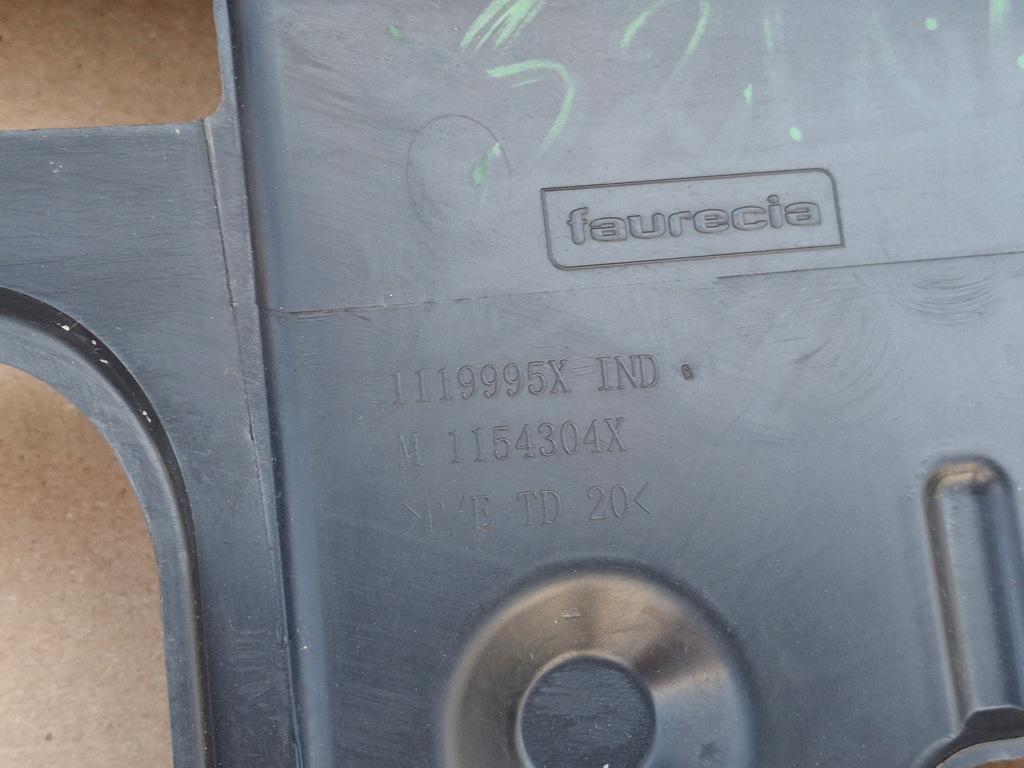 faurecia
1119995X IND
M 1154304X
>P/E TD 20<